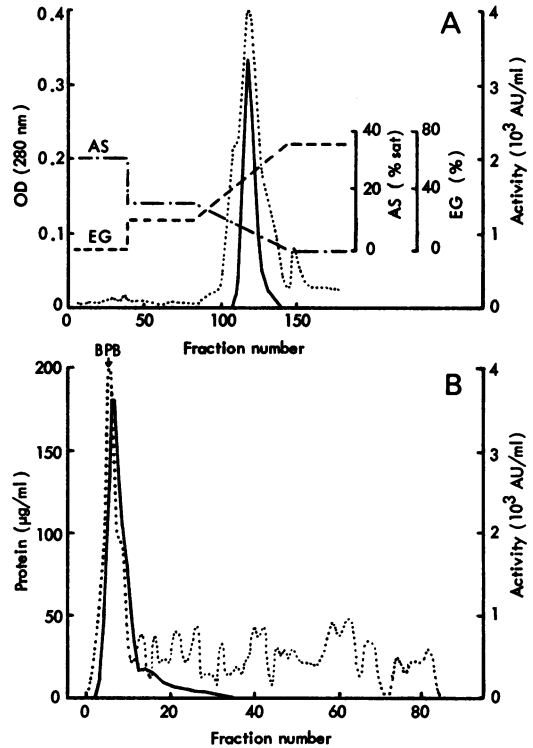 A
0.4
0.3
0.2
0.1
0
OD (280 nm)
AS
EG
40
20
0
AS ( % sat)
80
40
0
EG (%)
4
3
2
1
0
Activity (10³ AU/ml)
0
50
100
150
Fraction number
BPB
B
200
150
100
50
0
Protein (µg/ml)
4
3
2
1
0
Activity (10³ AU/ml)
0
20
40
60
80
Fraction number